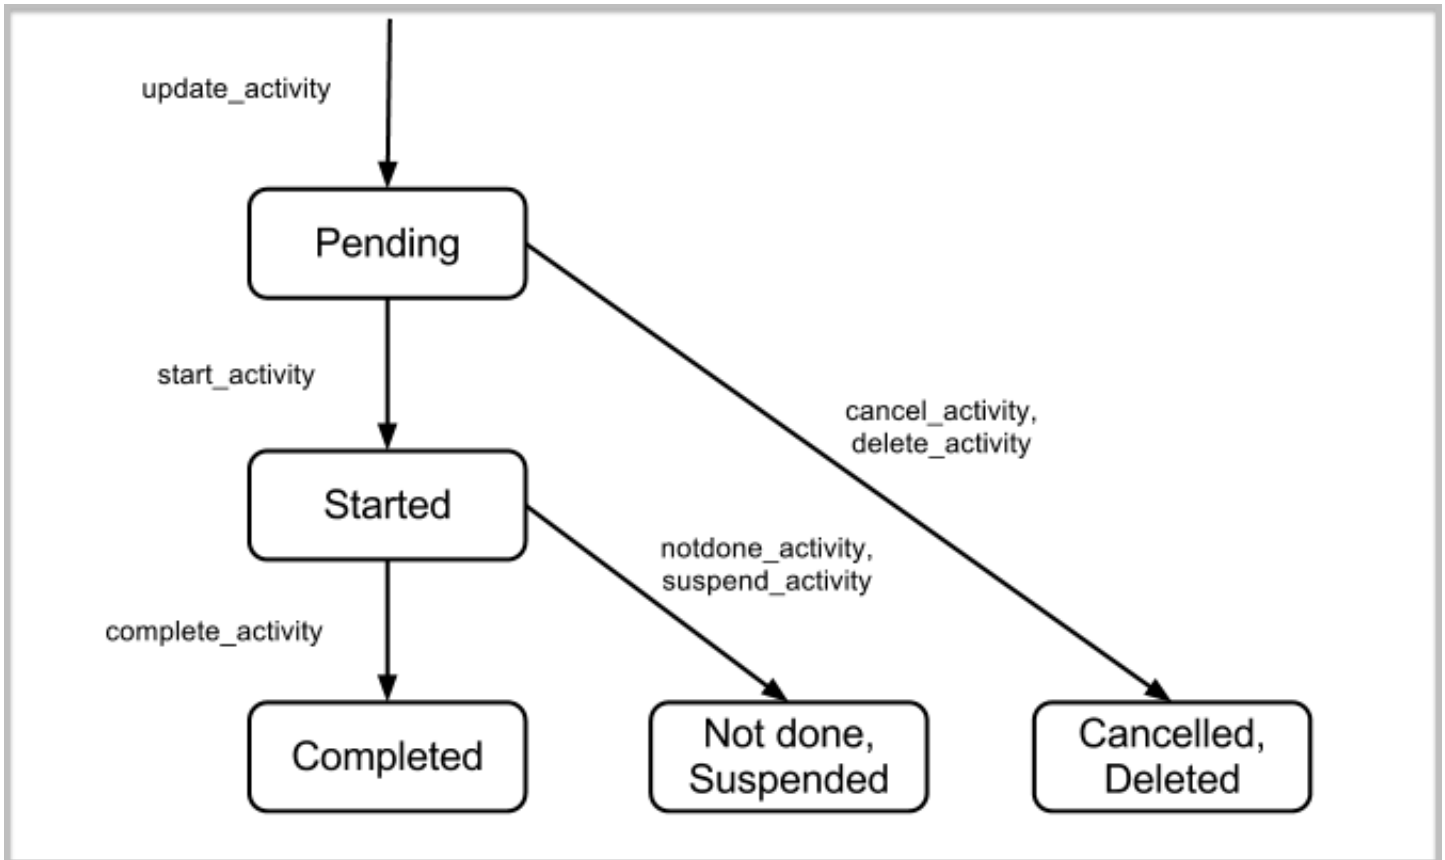 update_activity
Pending
start_activity
cancel_activity,
delete_activity
Started
notdone_activity,
suspend_activity
complete_activity
Completed
Not done,
Suspended
Cancelled,
Deleted